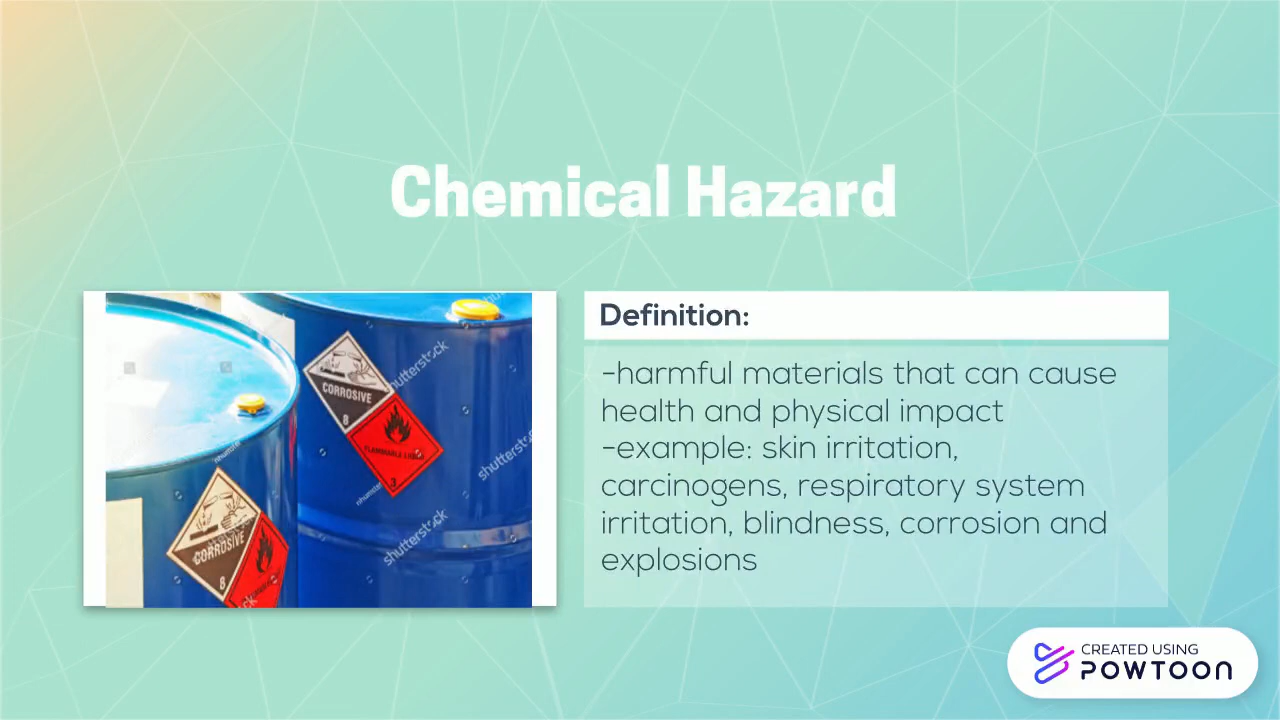 Chemical Hazard
Definition:
-harmful materials that can cause
health and physical impact
-example: skin irritation,
carcinogens, respiratory system
irritation, blindness, corrosion and
explosions
CORROSIVE
8
FLAMMABLE LIQUID
3
CORROSIVE
8
shutterstock
shutterstock
shutterstock
CREATED USING
POWTOON